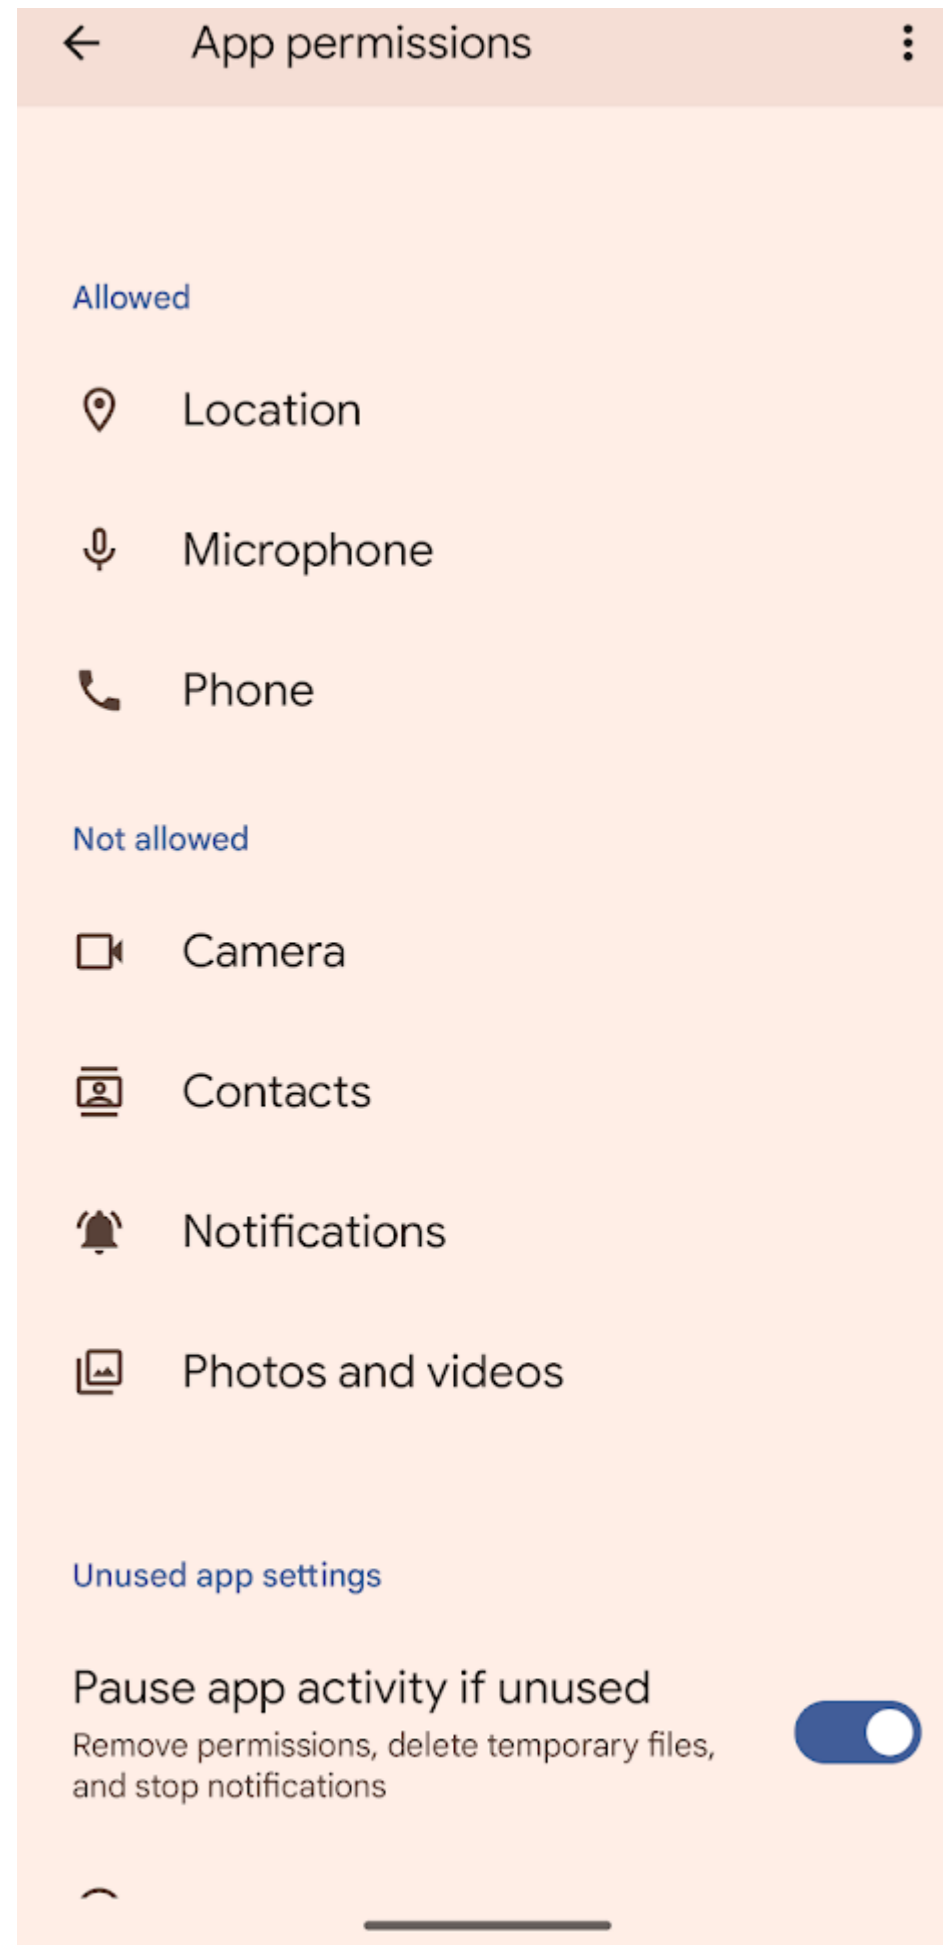 App permissions
Allowed
Location
Microphone
Phone
Not allowed
Camera
Contacts
Notifications
Photos and videos
Unused app settings
Pause app activity if unused
Remove permissions, delete temporary files,
and stop notifications